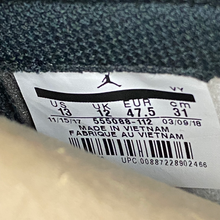 VY
US UK EUR cm
13 12 47.5 31
11/15/17 555088-112 03/09/18
MADE IN VIETNAM
FABRIQUÉ AU VIETNAM
UPC 00887228902466